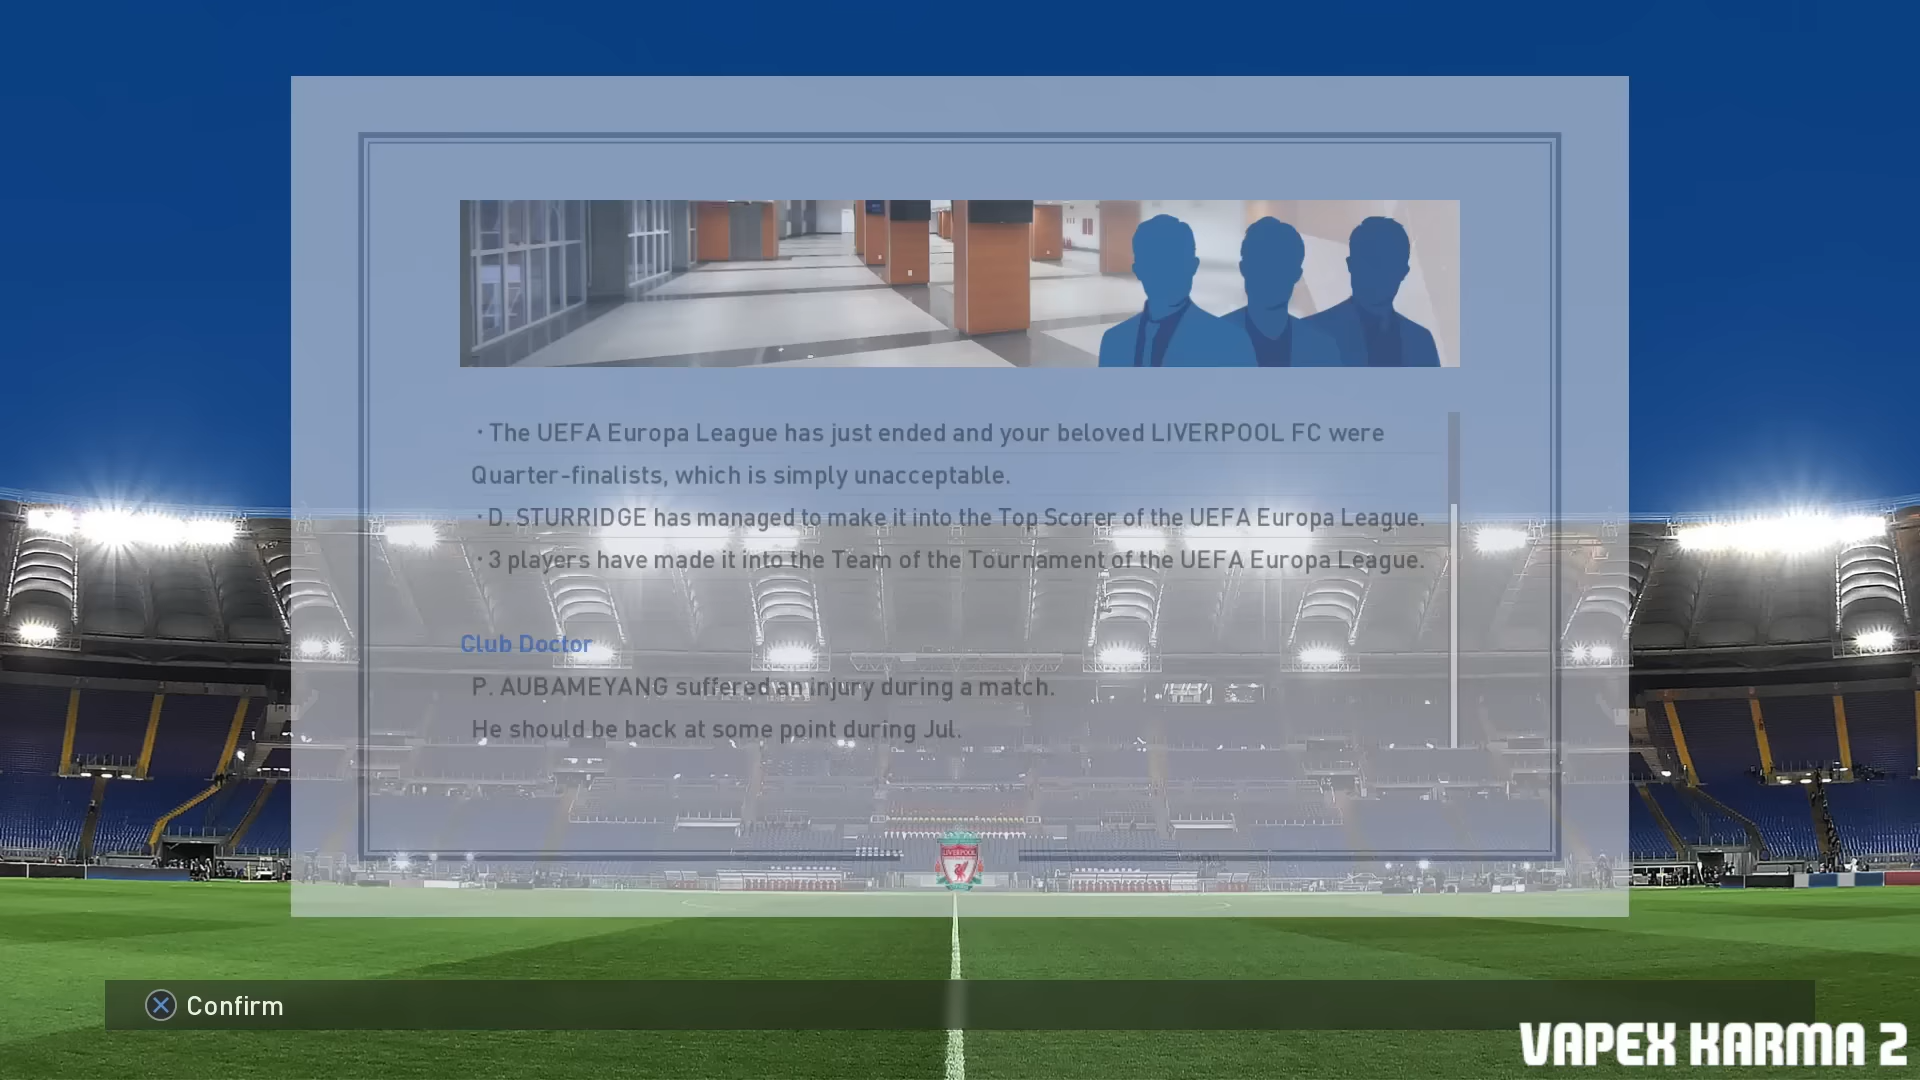 · The UEFA Europa League has just ended and your beloved LIVERPOOL FC were
Quarter-finalists, which is simply unacceptable.
· D. STURRIDGE has managed to make it into the Top Scorer of the UEFA Europa League.
· 3 players have made it into the Team of the Tournament of the UEFA Europa League.
Club Doctor
P. AUBAMEYANG suffered an injury during a match.
He should be back at some point during Jul.
LIVERPOOL
Confirm
VAPEX KARMA 2